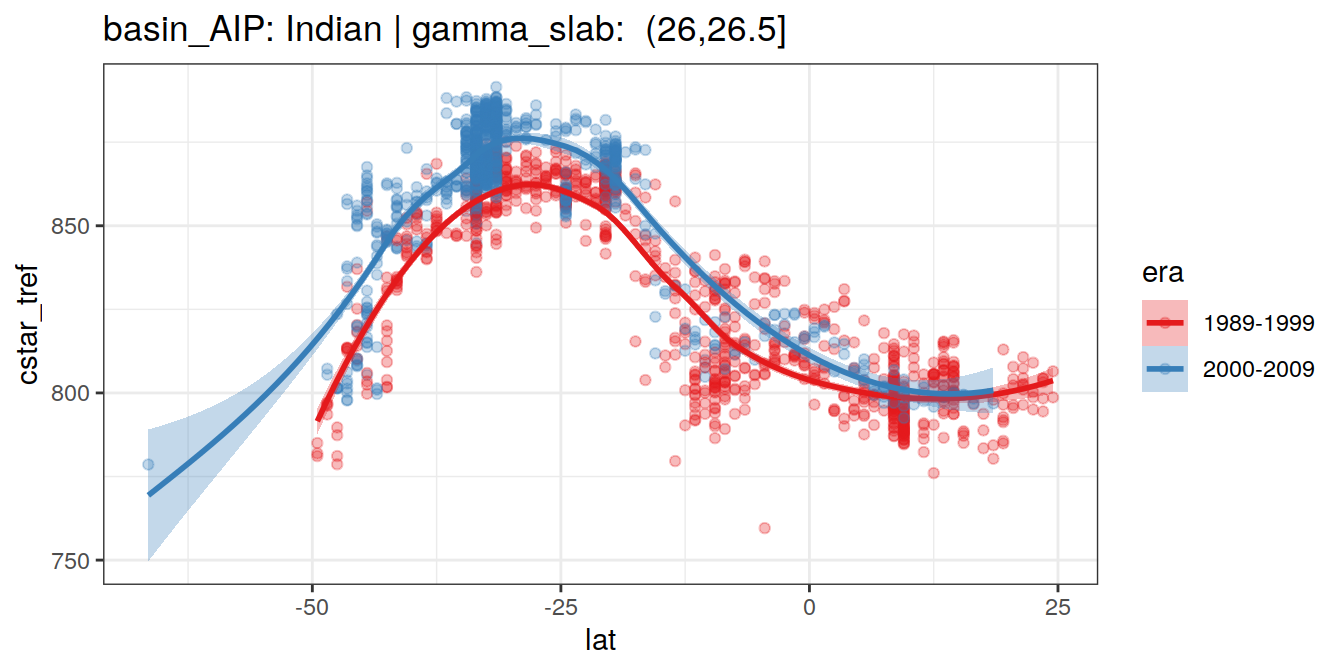 basin_AIP: Indian | gamma_slab:  (26,26.5]
850
800
750
-50
-25
0
25
lat
cstar_tref
era
1989-1999
2000-2009